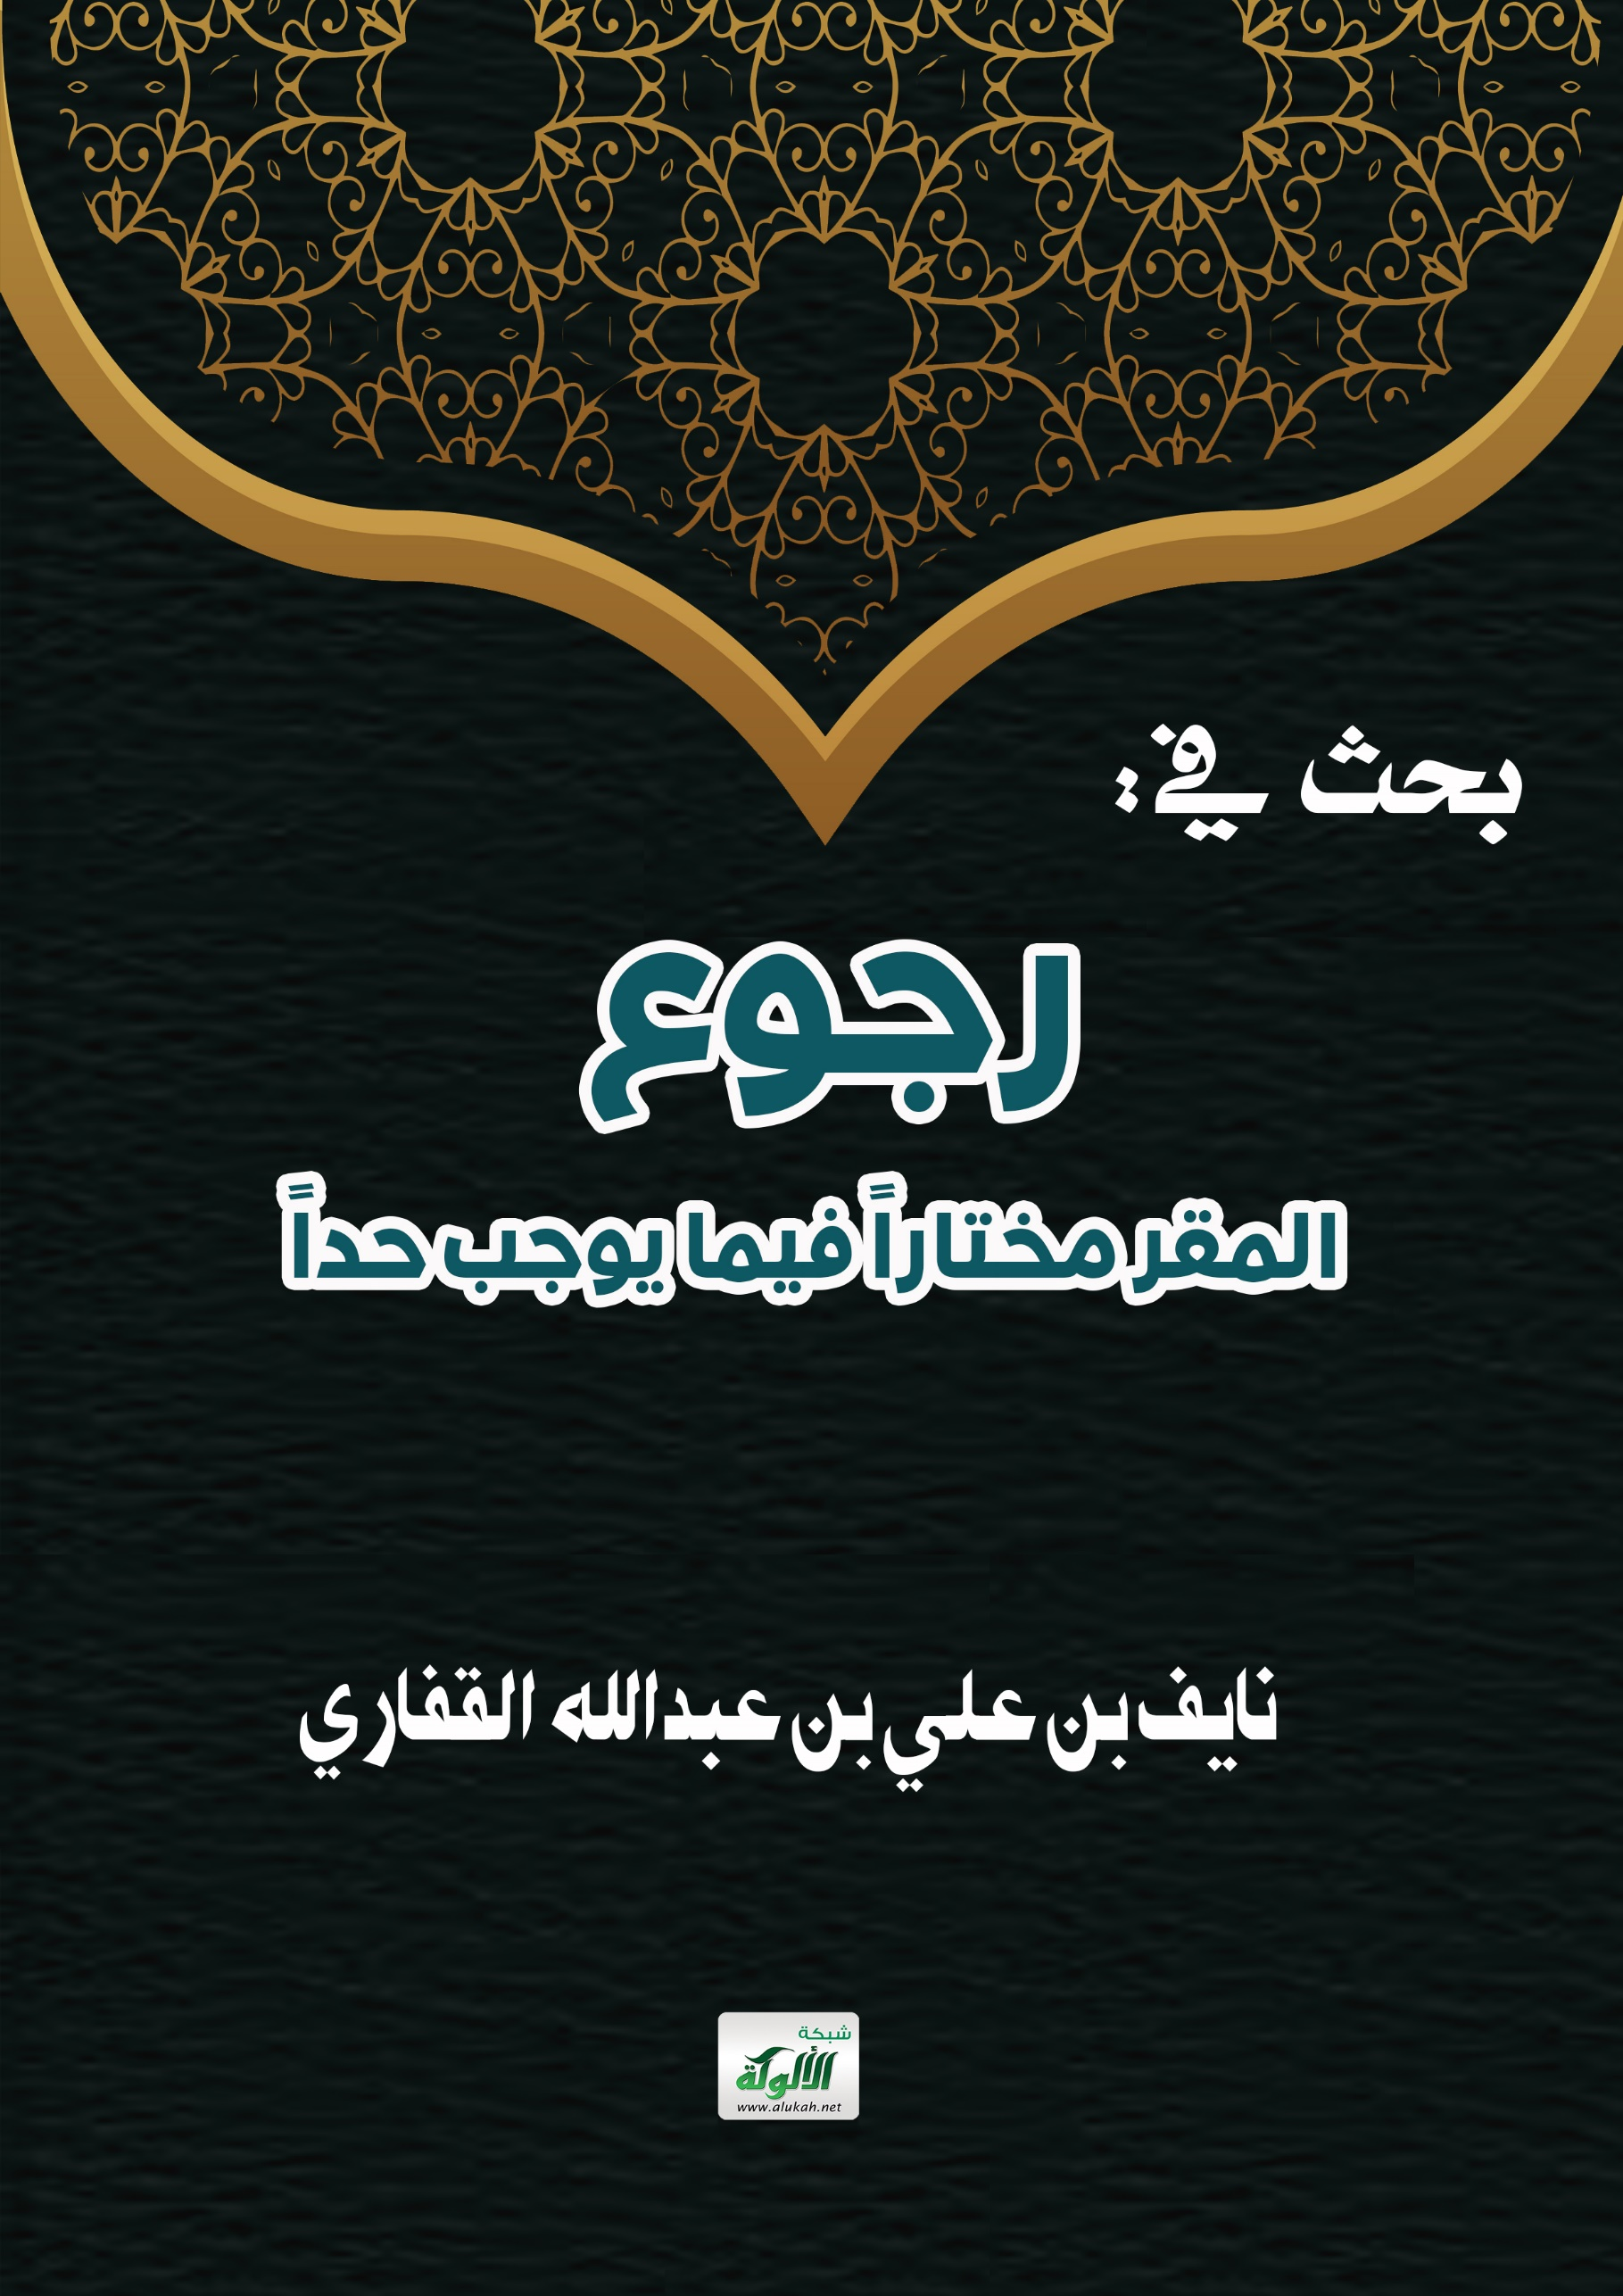 بحث في:
رجوع
المقر مختاراً فيما يوجب حداً
نايف بن علي بن عبدالله القفاري
شبكة
الألوكة
www.alukah.net